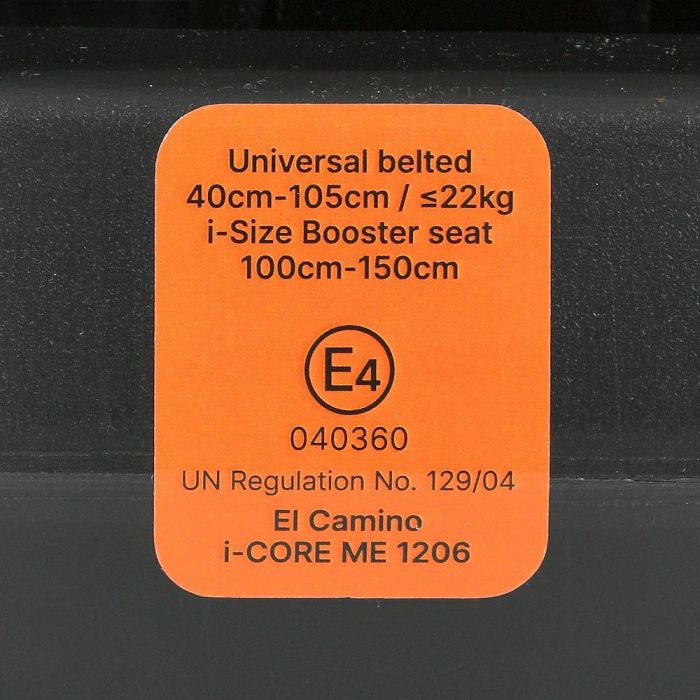 Universal belted
40cm-105cm / ≤22kg
i-Size Booster seat
100cm-150cm
E4
040360
UN Regulation No. 129/04
El Camino
i-CORE ME 1206